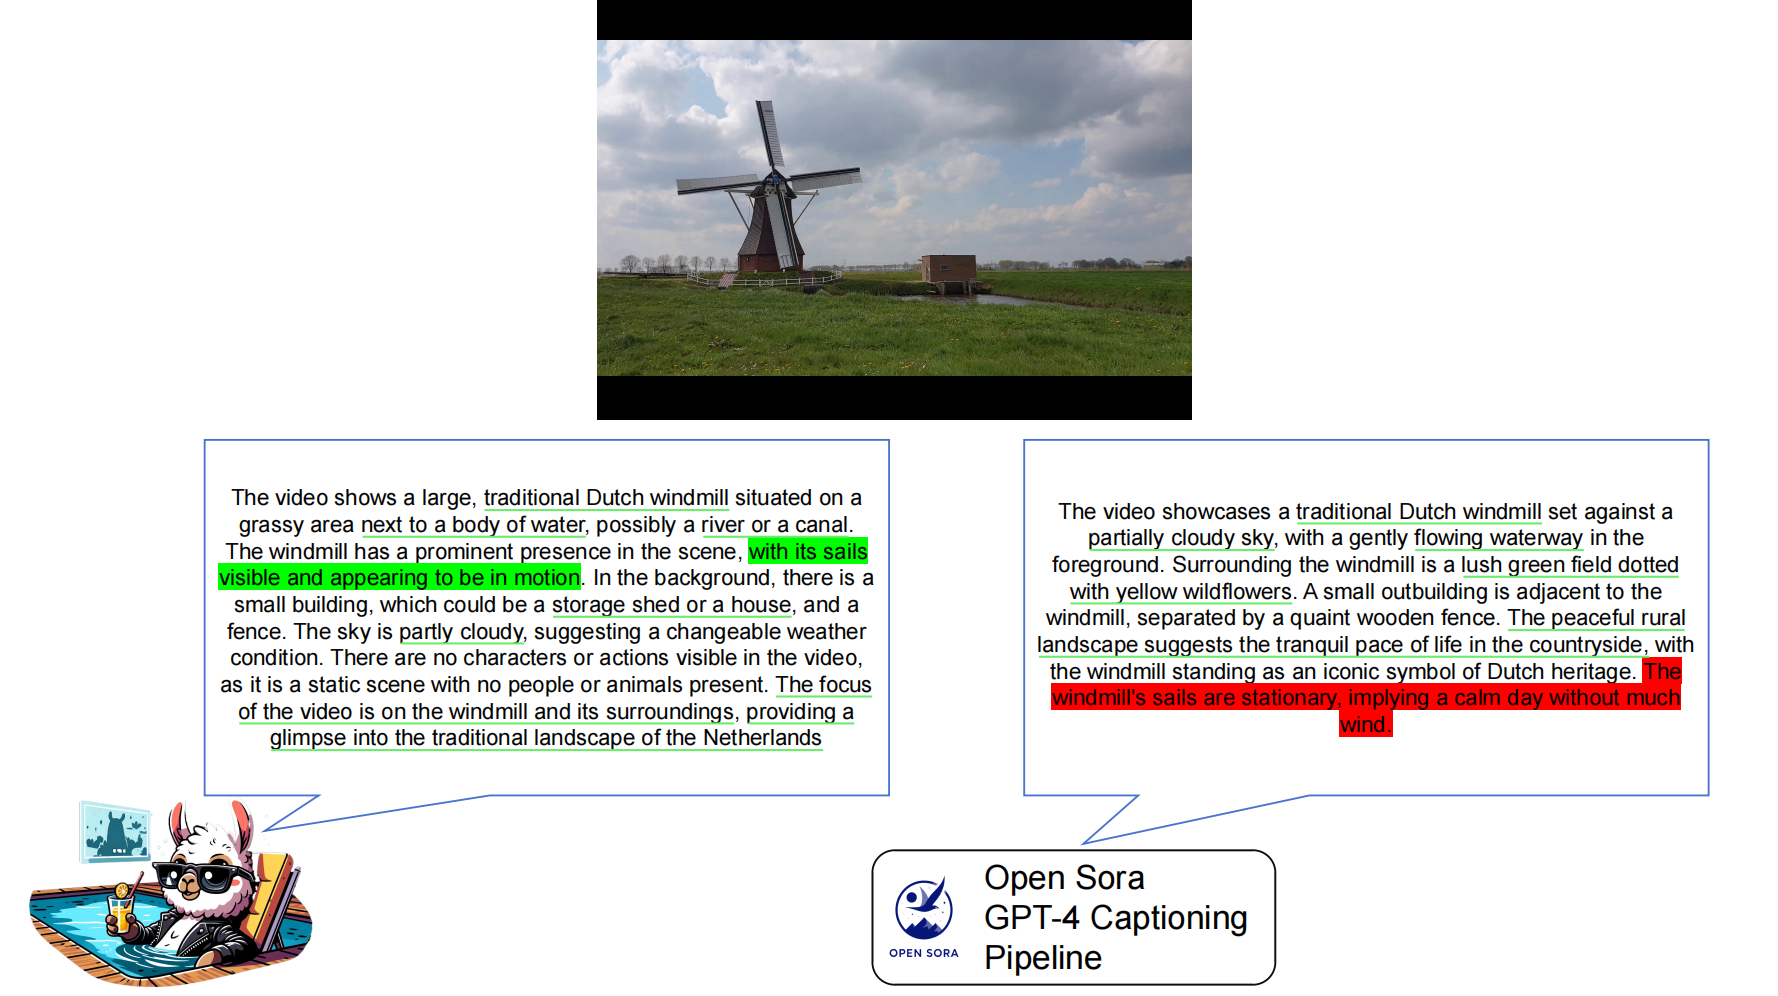 The video shows a large, traditional Dutch windmill situated on a
grassy area next to a body of water, possibly a river or a canal.
The windmill has a prominent presence in the scene, with its sails
visible and appearing to be in motion. In the background, there is a
small building, which could be a storage shed or a house, and a
fence. The sky is partly cloudy, suggesting a changeable weather
condition. There are no characters or actions visible in the video,
as it is a static scene with no people or animals present. The focus
of the video is on the windmill and its surroundings, providing a
glimpse into the traditional landscape of the Netherlands
The video showcases a traditional Dutch windmill set against a
partially cloudy sky, with a gently flowing waterway in the
foreground. Surrounding the windmill is a lush green field dotted
with yellow wildflowers. A small outbuilding is adjacent to the
windmill, separated by a quaint wooden fence. The peaceful rural
landscape suggests the tranquil pace of life in the countryside, with
the windmill standing as an iconic symbol of Dutch heritage. The
windmill's sails are stationary, implying a calm day without much
wind.
OPEN SORA
Open Sora
GPT-4 Captioning
Pipeline